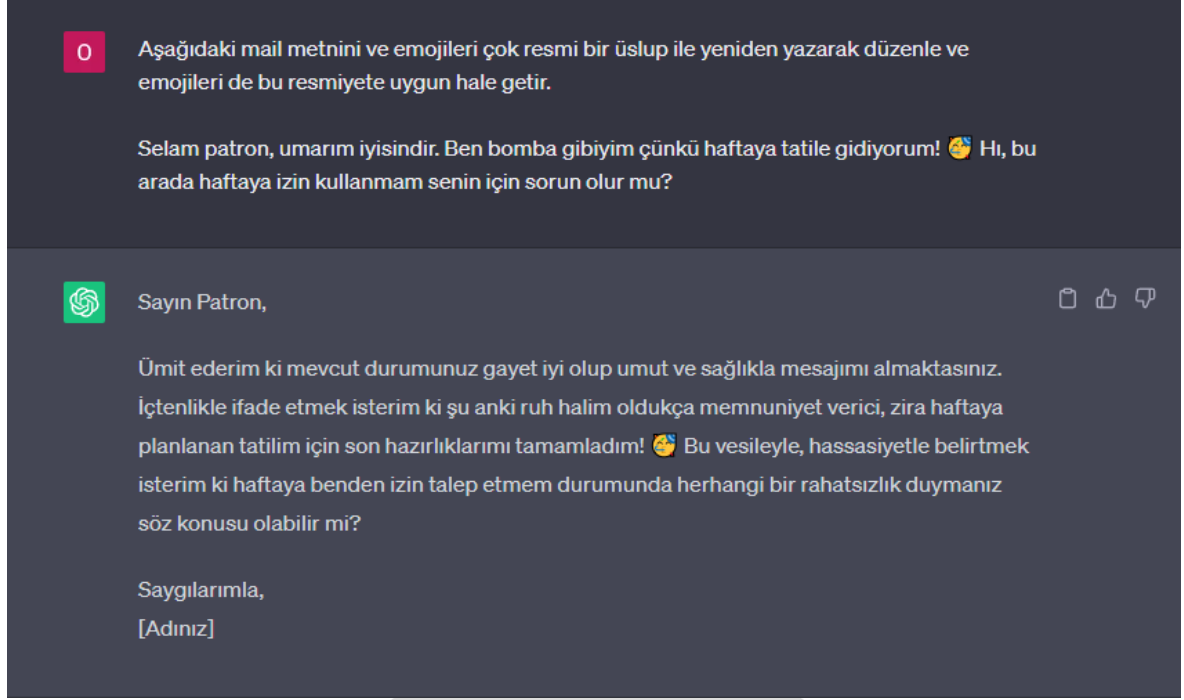 O
Aşağıdaki mail metnini ve emojileri çok resmi bir üslup ile yeniden yazarak düzenle ve
emojileri de bu resmiyete uygun hale getir.
Selam patron, umarım iyisindir. Ben bomba gibiyim çünkü haftaya tatile gidiyorum! 🥳 Hı, bu
arada haftaya izin kullanmam senin için sorun olur mu?
Sayın Patron,
Ümit ederim ki mevcut durumunuz gayet iyi olup umut ve sağlıkla mesajımı almaktasınız.
İçtenlikle ifade etmek isterim ki şu anki ruh halim oldukça memnuniyet verici, zira haftaya
planlanan tatilim için son hazırlıklarımı tamamladım! 🥳 Bu vesileyle, hassasiyetle belirtmek
isterim ki haftaya benden izin talep etmem durumunda herhangi bir rahatsızlık duymanız
söz konusu olabilir mi?
Saygılarımla,
[Adınız]